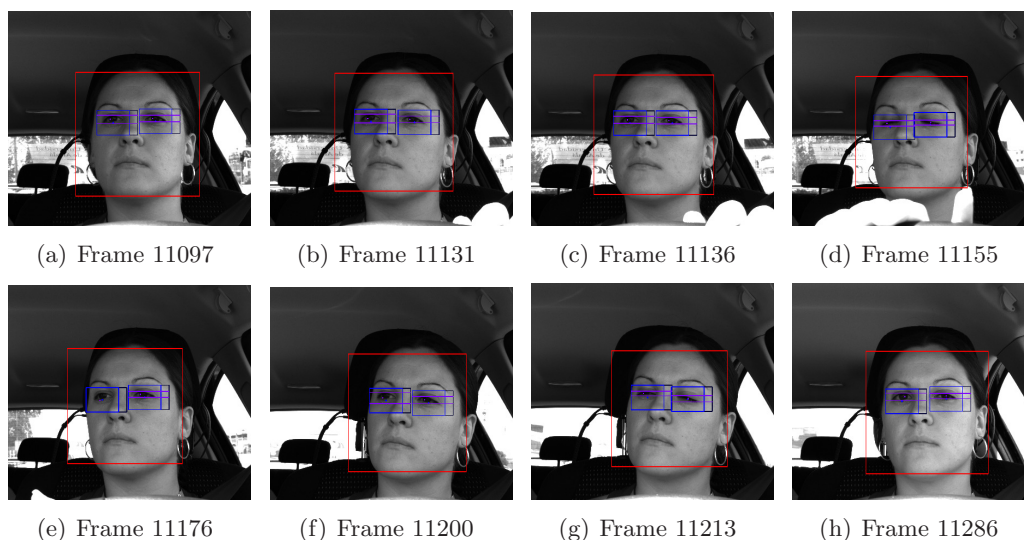 (a) Frame 11097
(b) Frame 11131
(c) Frame 11136
(d) Frame 11155
(e) Frame 11176
(f) Frame 11200
(g) Frame 11213
(h) Frame 11286